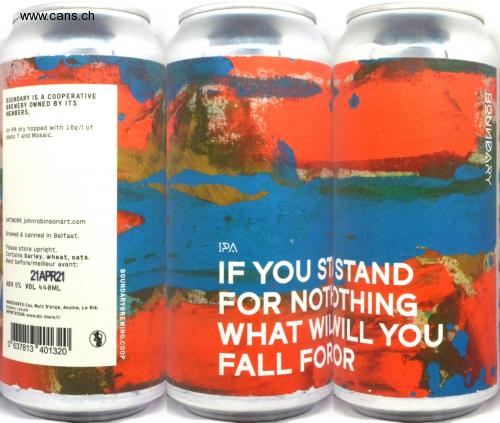 www.cans.ch
BOUNDARY IS A COOPERATIVE
BREWERY OWNED BY ITS
MEMBERS.
An IPA dry hopped with 16g/l of
Idaho 7 and Mosaic.
ARTWORK johnrobinsonart.com
Brewed & canned in Belfast.
Please store upright.
Contains barley, wheat, oats.
Best before/meilleur avant:
21APR21
ABV 6% VOL 440ML
0 637813 401320
BOUNDARYBREWING.COOP
IPA
IF YOU ST
FOR NOT
WHAT WIL
FALL FOR
STAND
OTHING
WILL YOU
OR
BOUNDARY